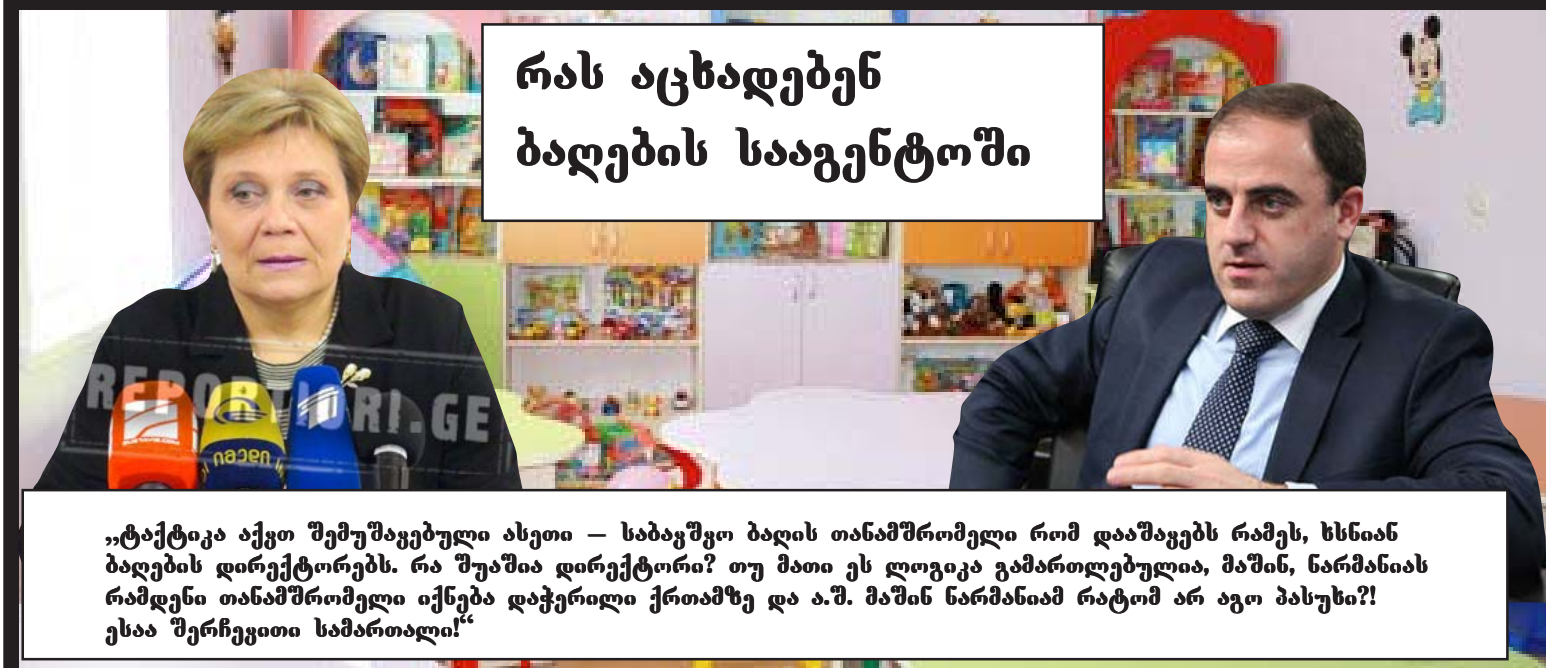 რას აცხადებენ
ბაღების სააგენტოში
REPORTIORI.GE
„ტაქტიკა აქვთ შემუშავებული ასეთი — საბავშვო ბაღის თანამშრომელი რომ დააშავებს რამეს, ხსნიან
ბაღების დირექტორებს. რა შუაშია დირექტორი? თუ მათი ეს ლოგიკა გამართლებულია, მაშინ, ნარმანიას
რამდენი თანამშრომელი იქნება დაჭერილი ქრთამზე და ა.შ. მაშინ ნარმანიამ რატომ არ აგო პასუხი?!
ესაა შერჩევითი სამართალი!“